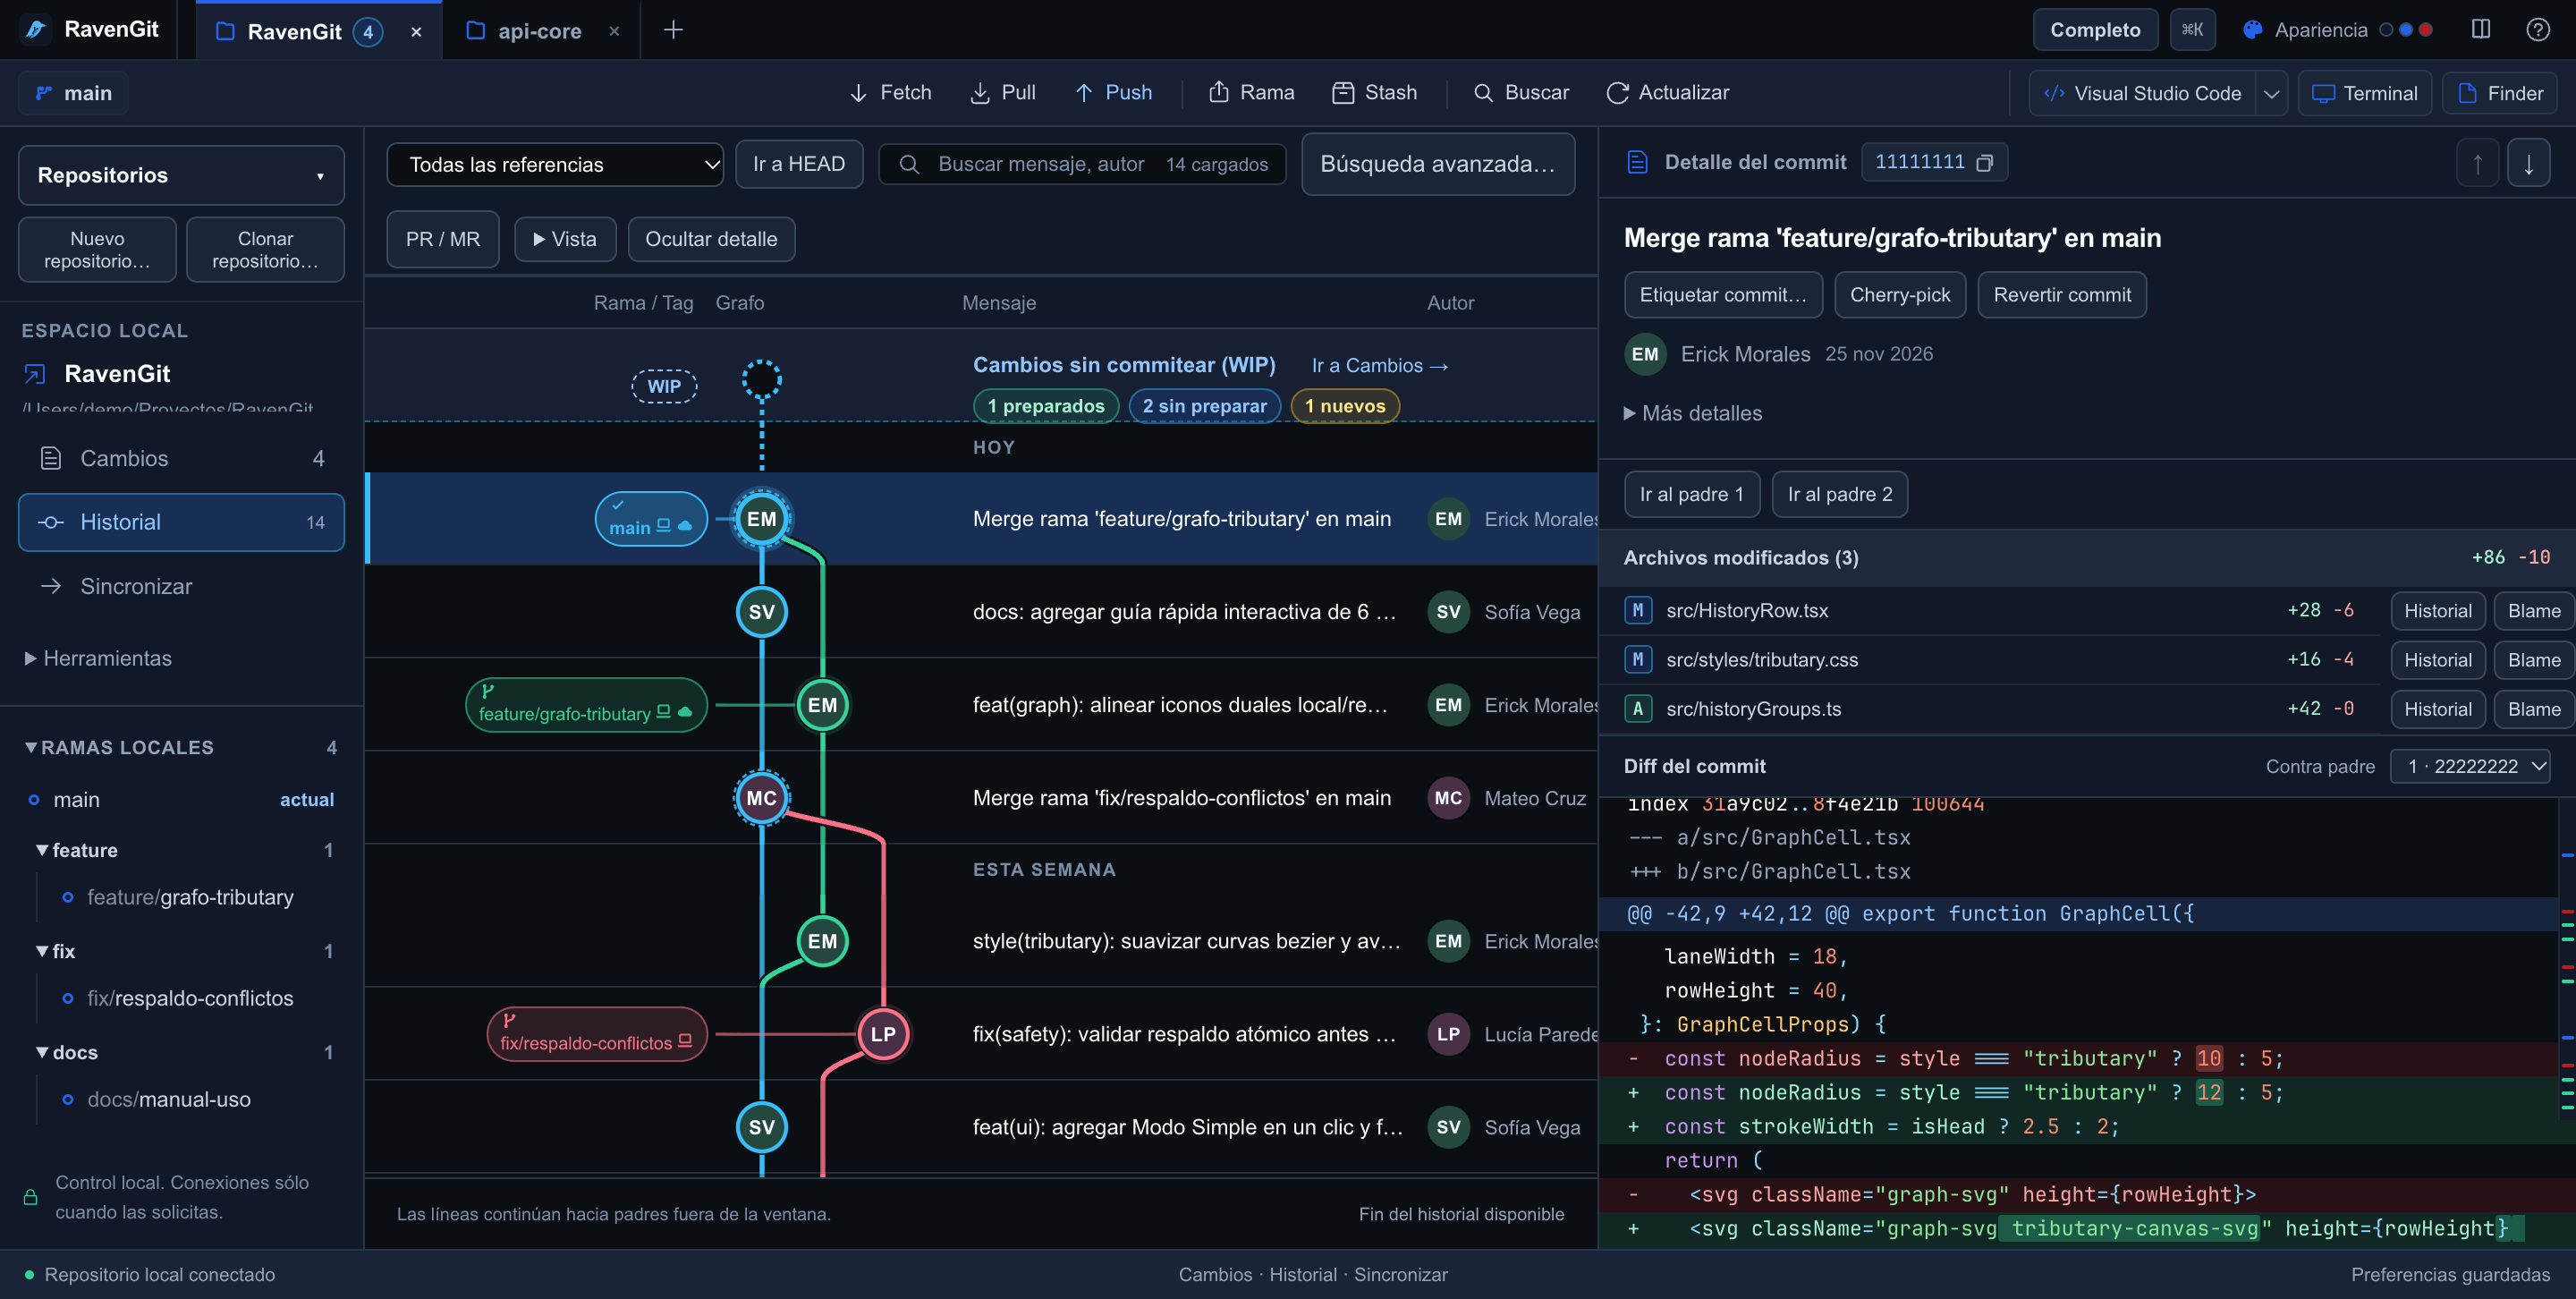 RavenGit
RavenGit 4 ×
api-core ×
Completo
⌘K
Apariencia
main
Fetch
Pull
Push
Rama
Stash
Buscar
Actualizar
Visual Studio Code
Terminal
Finder
Repositorios
Nuevo repositorio…
Clonar repositorio…
ESPACIO LOCAL
RavenGit
/Users/demo/Proyectos/RavenGit
Cambios 4
Historial 14
Sincronizar
Herramientas
RAMAS LOCALES 4
main actual
feature 1
feature/grafo-tributary
fix 1
fix/respaldo-conflictos
docs 1
docs/manual-uso
Control local. Conexiones sólo
cuando las solicitas.
Todas las referencias
Ir a HEAD
Buscar mensaje, autor 14 cargados
Búsqueda avanzada…
PR / MR
Vista
Ocultar detalle
Rama / Tag Grafo Mensaje Autor
WIP
Cambios sin commitear (WIP) Ir a Cambios →
1 preparados 2 sin preparar 1 nuevos
HOY
main EM Merge rama 'feature/grafo-tributary' en main EM Erick Morales
SV docs: agregar guía rápida interactiva de 6 … SV Sofía Vega
feature/grafo-tributary EM feat(graph): alinear iconos duales local/re… EM Erick Morales
MC Merge rama 'fix/respaldo-conflictos' en main MC Mateo Cruz
ESTA SEMANA
EM style(tributary): suavizar curvas bezier y av… EM Erick Morales
fix/respaldo-conflictos LP fix(safety): validar respaldo atómico antes … LP Lucía Parede
SV feat(ui): agregar Modo Simple en un clic y f… SV Sofía Vega
Las líneas continúan hacia padres fuera de la ventana.
Fin del historial disponible
Detalle del commit 11111111
↑ ↓
Merge rama 'feature/grafo-tributary' en main
Etiquetar commit… Cherry-pick Revertir commit
EM Erick Morales 25 nov 2026
Más detalles
Ir al padre 1 Ir al padre 2
Archivos modificados (3) +86 -10
M src/HistoryRow.tsx +28 -6 Historial Blame
M src/styles/tributary.css +16 -4 Historial Blame
A src/historyGroups.ts +42 -0 Historial Blame
Diff del commit Contra padre 1 · 22222222
index 31a9c02..8f4e21b 100644
--- a/src/GraphCell.tsx
+++ b/src/GraphCell.tsx
@@ -42,9 +42,12 @@ export function GraphCell({
laneWidth = 18,
rowHeight = 40,
}: GraphCellProps) {
- const nodeRadius = style === "tributary" ? 10 : 5;
+ const nodeRadius = style === "tributary" ? 12 : 5;
+ const strokeWidth = isHead ? 2.5 : 2;
return (
- <svg className="graph-svg" height={rowHeight}>
+ <svg className="graph-svg tributary-canvas-svg" height={rowHeight}
Repositorio local conectado
Cambios · Historial · Sincronizar
Preferencias guardadas